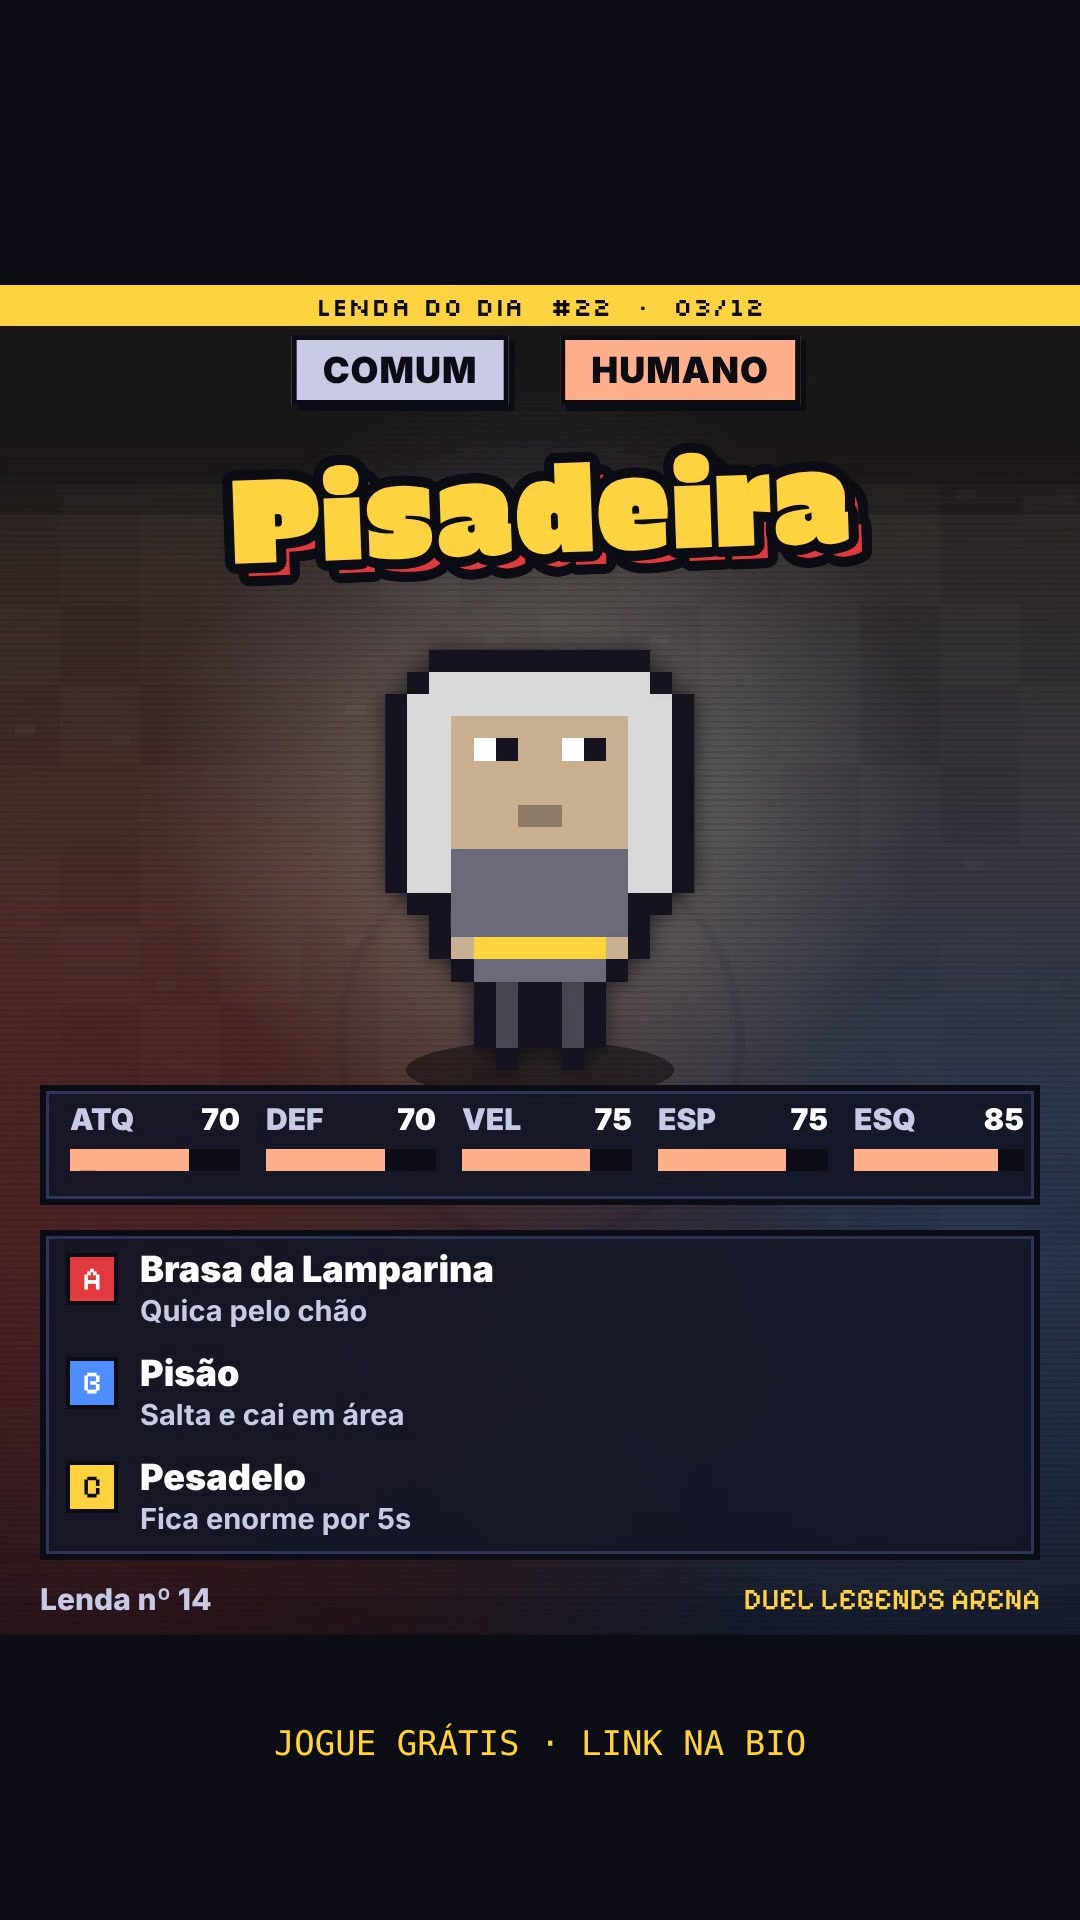 LENDA DO DIA #22 · 03/12
COMUM HUMANO
Pisadeira
ATQ 70 DEF 70 VEL 75 ESP 75 ESQ 85
A Brasa da Lamparina
Quica pelo chão
B Pisão
Salta e cai em área
C Pesadelo
Fica enorme por 5s
Lenda nº 14 DUEL LEGENDS ARENA
JOGUE GRÁTIS · LINK NA BIO